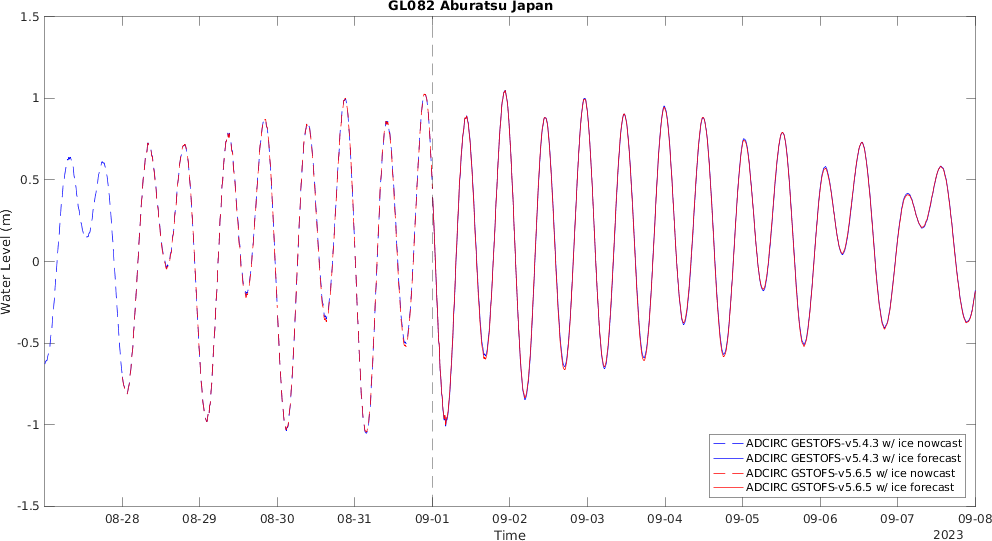 GL082 Aburatsu Japan
1.5
1
0.5
0
-0.5
-1
-1.5
Water Level (m)
ADCIRC GESTOFS-v5.4.3 w/ ice nowcast
ADCIRC GESTOFS-v5.4.3 w/ ice forecast
ADCIRC GSTOFS-v5.6.5 w/ ice nowcast
ADCIRC GSTOFS-v5.6.5 w/ ice forecast
08-28 08-29 08-30 08-31 09-01 09-02 09-03 09-04 09-05 09-06 09-07 09-08
Time
2023